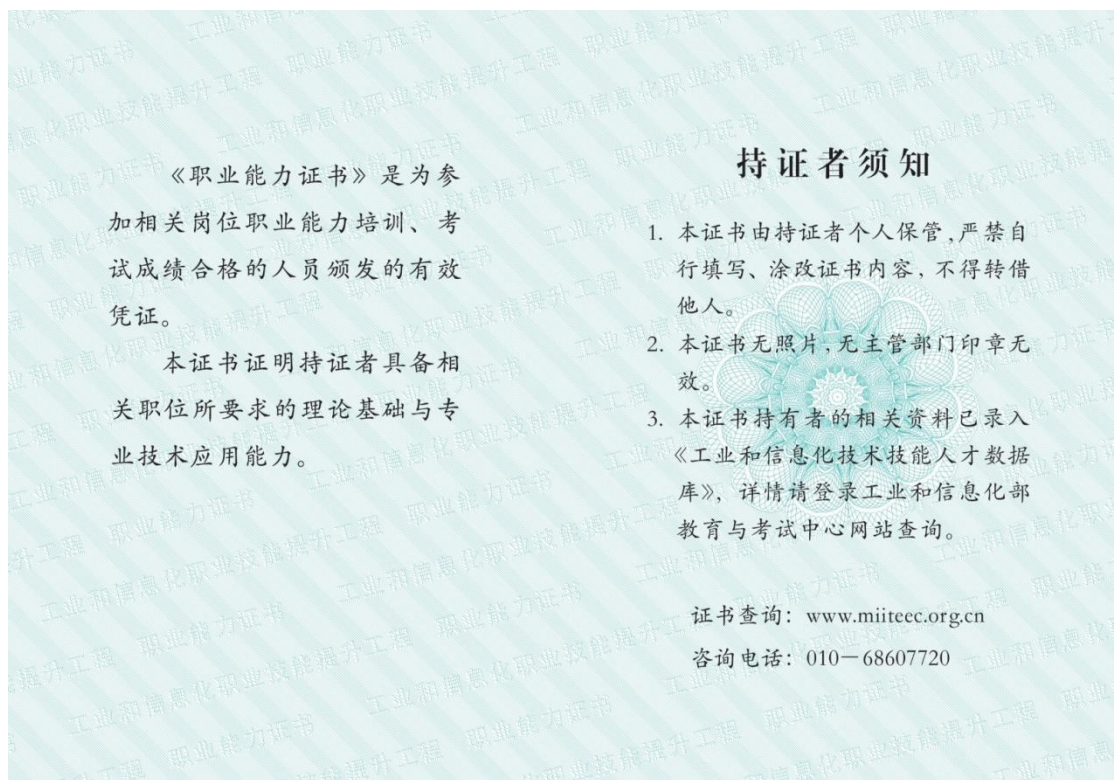 《职业能力证书》是为参
加相关岗位职业能力培训、考
试成绩合格的人员颁发的有效
凭证。
本证书证明持证者具备相
关职位所要求的理论基础与专
业技术应用能力。
持证者须知
1. 本证书由持证者个人保管,严禁自
行填写、涂改证书内容,不得转借
他人。
2. 本证书无照片,无主管部门印章无
效。
3. 本证书持有者的相关资料已录入
《工业和信息化技术技能人才数据
库》,详情请登录工业和信息化部
教育与考试中心网站查询。
证书查询:www.miiteec.org.cn
咨询电话:010-68607720